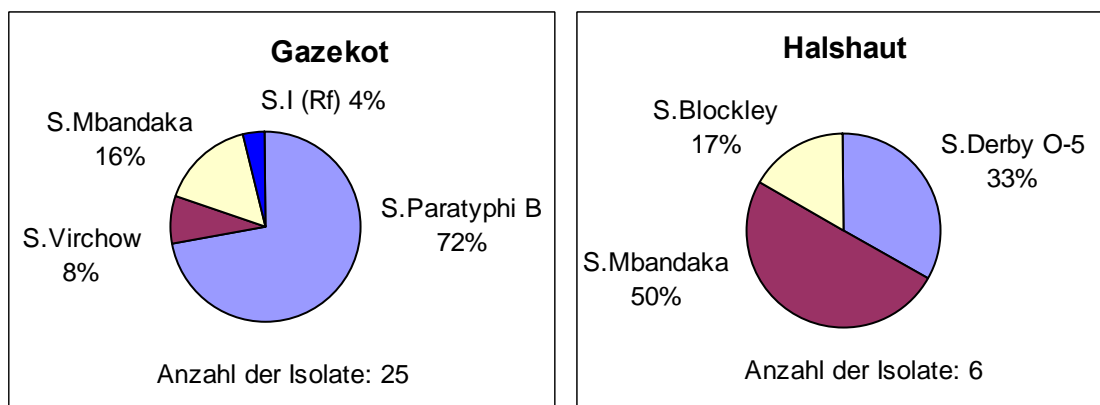 Gazekot
S.I (Rf) 4%
S.Mbandaka
16%
S.Paratyphi B
72%
S.Virchow
8%
Anzahl der Isolate: 25
Halshaut
S.Blockley
17%
S.Derby O-5
33%
S.Mbandaka
50%
Anzahl der Isolate: 6